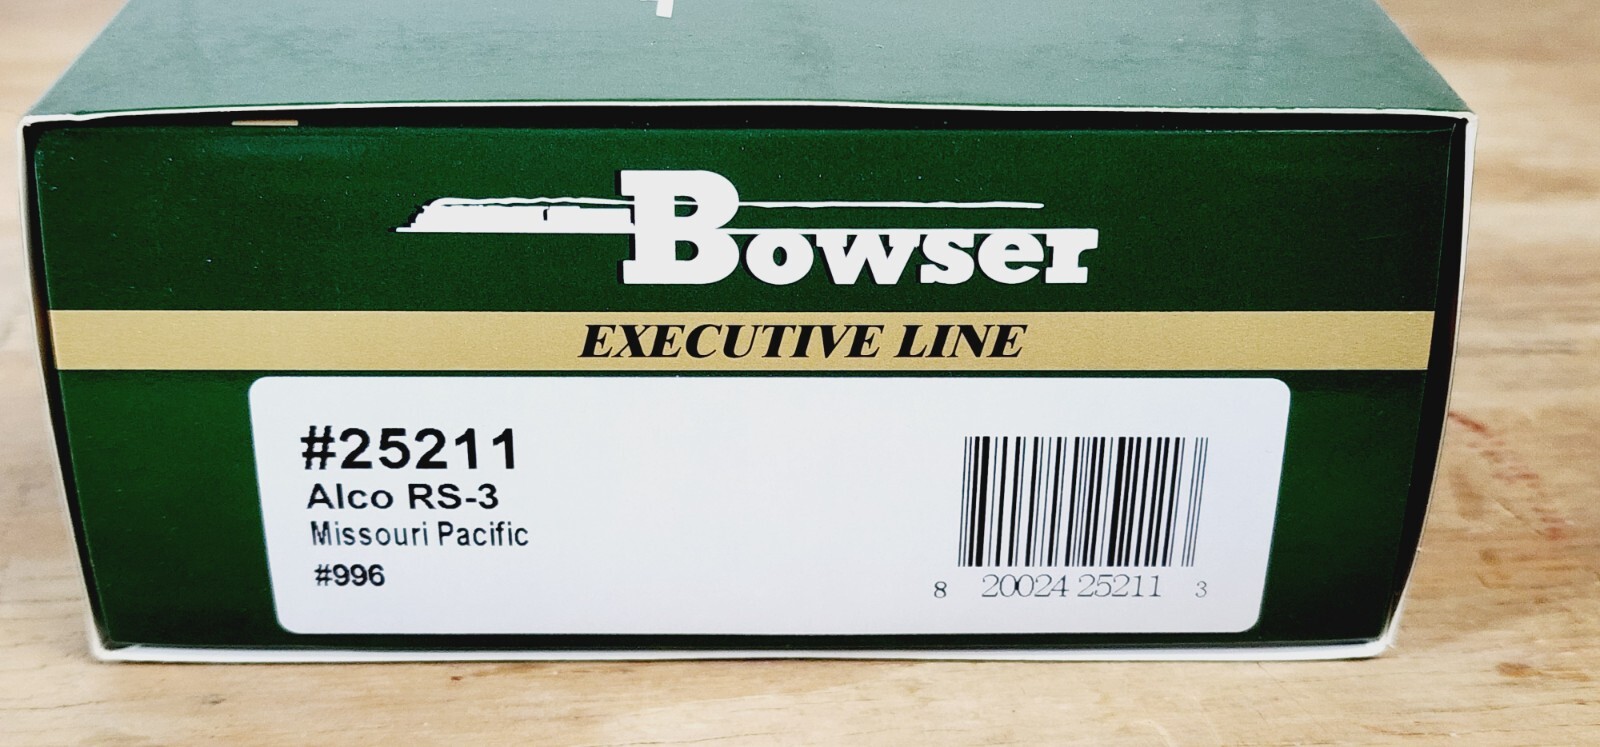 Bowser
EXECUTIVE LINE
#25211
Alco RS-3
Missouri Pacific
#996
8 20024 25211 3